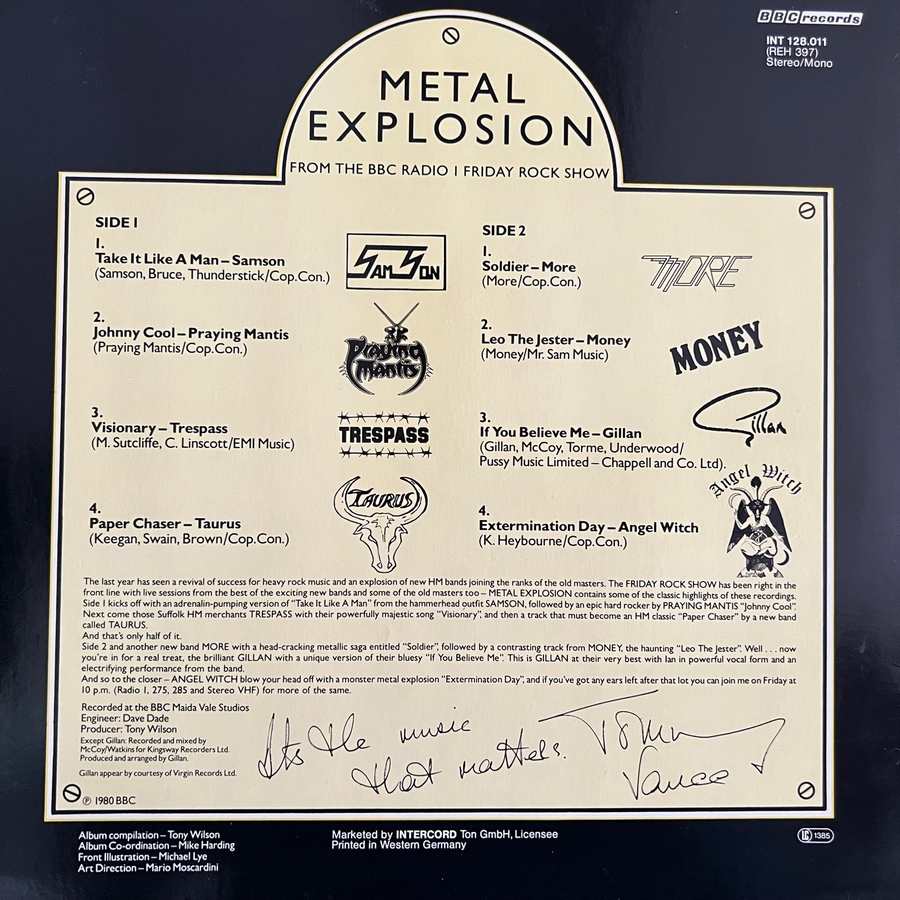 BBC records
INT 128.011
(REH 397)
Stereo/Mono
METAL
EXPLOSION
FROM THE BBC RADIO 1 FRIDAY ROCK SHOW
SIDE 1
1.
Take It Like A Man – Samson
(Samson, Bruce, Thunderstick/Cop.Con.)
SAMSON
2.
Johnny Cool – Praying Mantis
(Praying Mantis/Cop.Con.)
Praying
Mantis
3.
Visionary – Trespass
(M. Sutcliffe, C. Linscott/EMI Music)
TRESPASS
4.
Paper Chaser – Taurus
(Keegan, Swain, Brown/Cop.Con.)
TAURUS
SIDE 2
1.
Soldier – More
(More/Cop.Con.)
MORE
2.
Leo The Jester – Money
(Money/Mr. Sam Music)
MONEY
3.
If You Believe Me – Gillan
(Gillan, McCoy, Torme, Underwood/
Pussy Music Limited – Chappell and Co. Ltd).
Gillan
4.
Extermination Day – Angel Witch
(K. Heybourne/Cop.Con.)
Angel Witch
The last year has seen a revival of success for heavy rock music and an explosion of new HM bands joining the ranks of the old masters. The FRIDAY ROCK SHOW has been right in the
front line with live sessions from the best of the exciting new bands and some of the old masters too – METAL EXPLOSION contains some of the classic highlights of these recordings.
Side 1 kicks off with an adrenalin-pumping version of "Take It Like A Man" from the hammerhead outfit SAMSON, followed by an epic hard rocker by PRAYING MANTIS "Johnny Cool".
Next come those Suffolk HM merchants TRESPASS with their powerfully majestic song "Visionary", and then a track that must become an HM classic "Paper Chaser" by a new band
called TAURUS.
And that's only half of it.
Side 2 and another new band MORE with a head-cracking metallic saga entitled "Soldier", followed by a contrasting track from MONEY, the haunting "Leo The Jester". Well . . . now
you're in for a real treat, the brilliant GILLAN with a unique version of their bluesy "If You Believe Me". This is GILLAN at their very best with Ian in powerful vocal form and an
electrifying performance from the band.
And so to the closer – ANGEL WITCH blow your head off with a monster metal explosion "Extermination Day", and if you've got any ears left after that lot you can join me on Friday at
10 p.m. (Radio 1, 275, 285 and Stereo VHF) for more of the same.
Recorded at the BBC Maida Vale Studios
Engineer: Dave Dade
Producer: Tony Wilson
Except Gillan: Recorded and mixed by
McCoy/Watkins for Kingsway Recorders Ltd.
Produced and arranged by Gillan.
Gillan appear by courtesy of Virgin Records Ltd.
Its the music
that matters.
Tommy
Vance
℗ 1980 BBC
Album compilation – Tony Wilson
Album Co-ordination – Mike Harding
Front Illustration – Michael Lye
Art Direction – Mario Moscardini
Marketed by INTERCORD Ton GmbH, Licensee
Printed in Western Germany
LC 1385